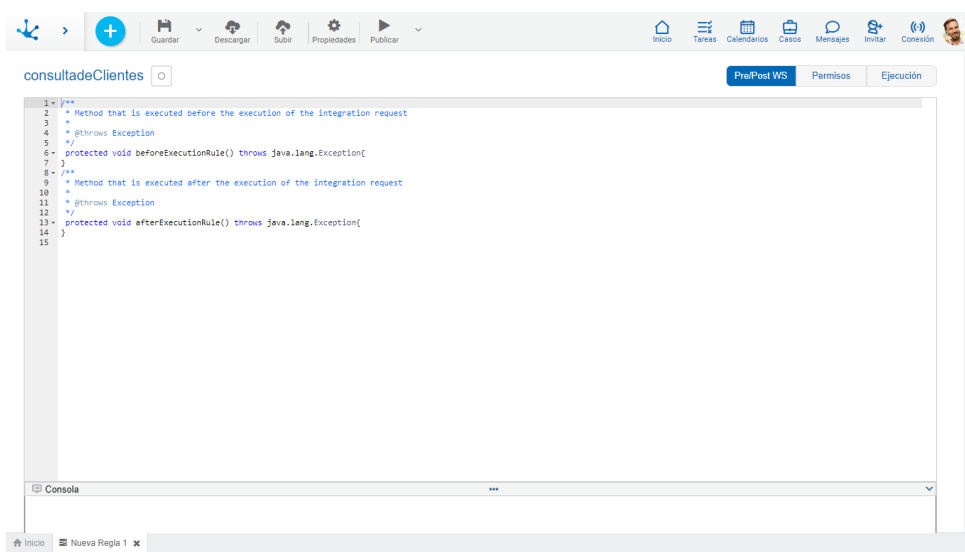 Guardar Descargar Subir Propiedades Publicar Inicio Tareas Calendarios Casos Mensajes Invitar Conexión
consultadeClientes Pre/Post WS Permisos Ejecución
1 /**
2 * Method that is executed before the execution of the integration request
3 *
4 * @throws Exception
5 */
6 protected void beforeExecutionRule() throws java.lang.Exception{
7 }
8 /**
9 * Method that is executed after the execution of the integration request
10 *
11 * @throws Exception
12 */
13 protected void afterExecutionRule() throws java.lang.Exception{
14 }
15
Consola
Inicio Nueva Regla 1